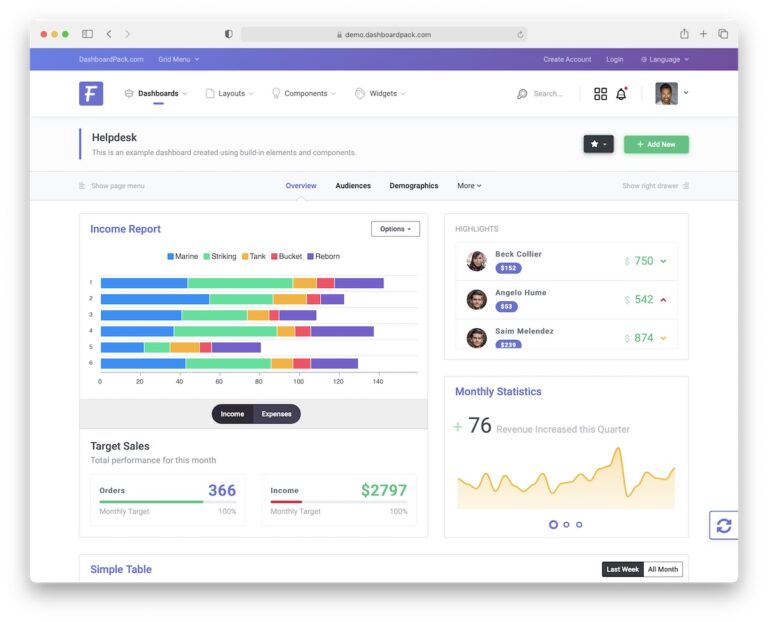 demo.dashboardpack.com
DashboardPack.com Grid Menu Create Account Login Language
F Dashboards Layouts Components Widgets Search...
Helpdesk
This is an example dashboard created using build-in elements and components.
+ Add New
Show page menu Overview Audiences Demographics More Show right drawer
Income Report Options
Marine Striking Tank Bucket Reborn
1
2
3
4
5
6
0 20 40 60 80 100 120 140
Income Expenses
Target Sales
Total performance for this month
Orders 366
Monthly Target 100%
Income $2797
Monthly Target 100%
HIGHLIGHTS
Beck Collier
$152
$ 750
Angelo Hume
$53
$ 542
Saim Melendez
$239
$ 874
Monthly Statistics
+ 76 Revenue Increased this Quarter
Simple Table Last Week All Month